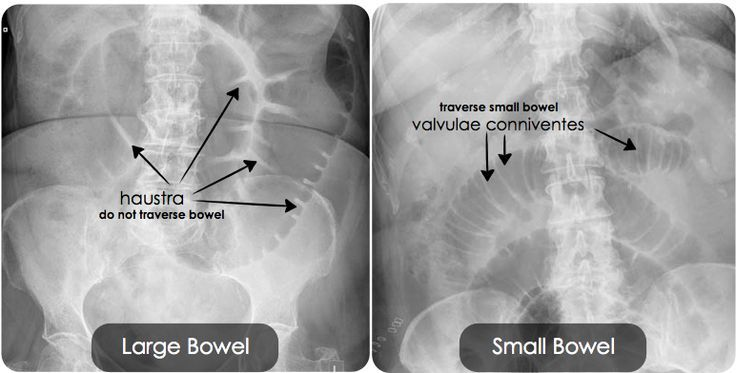 haustra
do not traverse bowel
Large Bowel
L
traverse small bowel
valvulae conniventes
Small Bowel